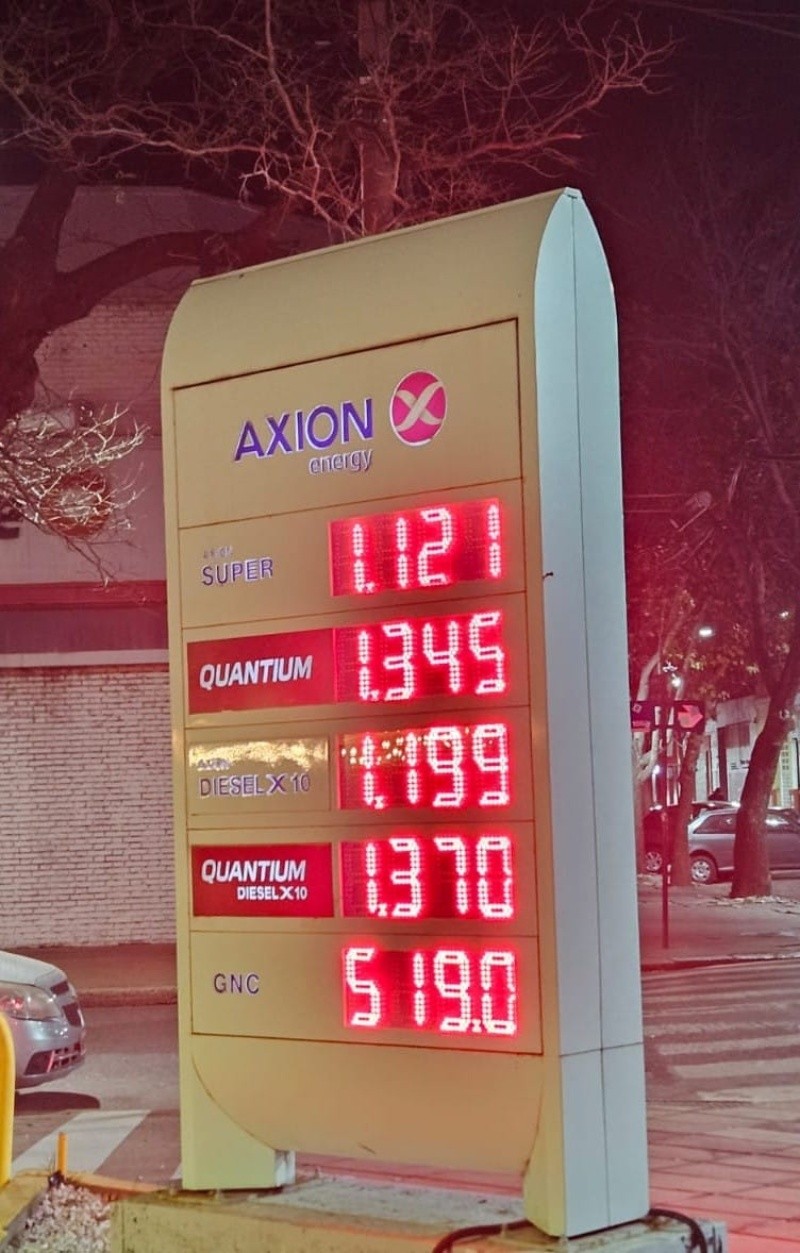 AXION
energy
SUPER 1.121
QUANTIUM 1.345
DIESEL X10 1.199
QUANTIUM
DIESEL X10 1.370
GNC 519.0